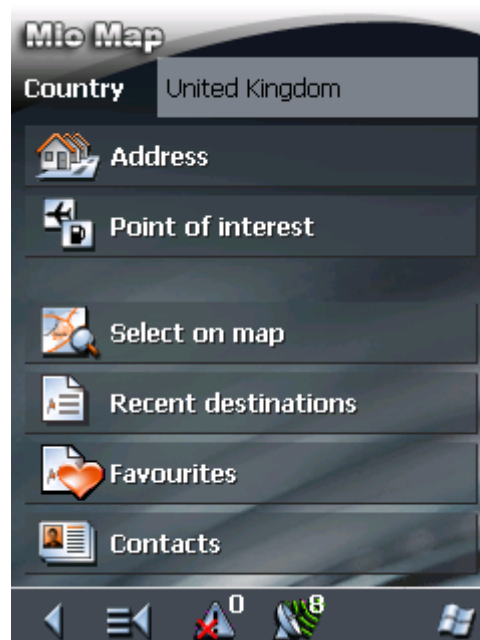 Mio Map
Country United Kingdom
Address
Point of interest
Select on map
Recent destinations
Favourites
Contacts
0 8